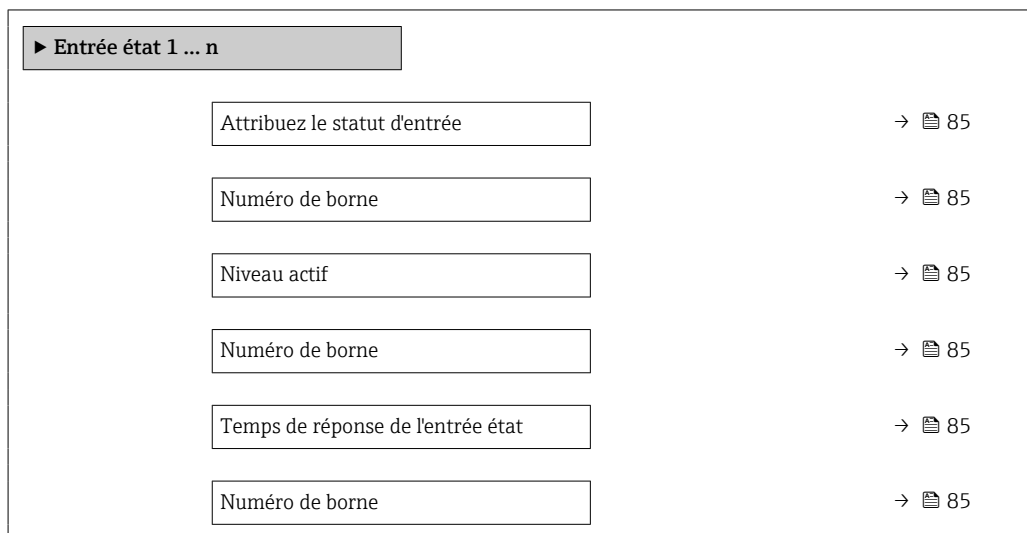 ▶ Entrée état 1 … n
Attribuez le statut d'entrée → 85
Numéro de borne → 85
Niveau actif → 85
Numéro de borne → 85
Temps de réponse de l'entrée état → 85
Numéro de borne → 85